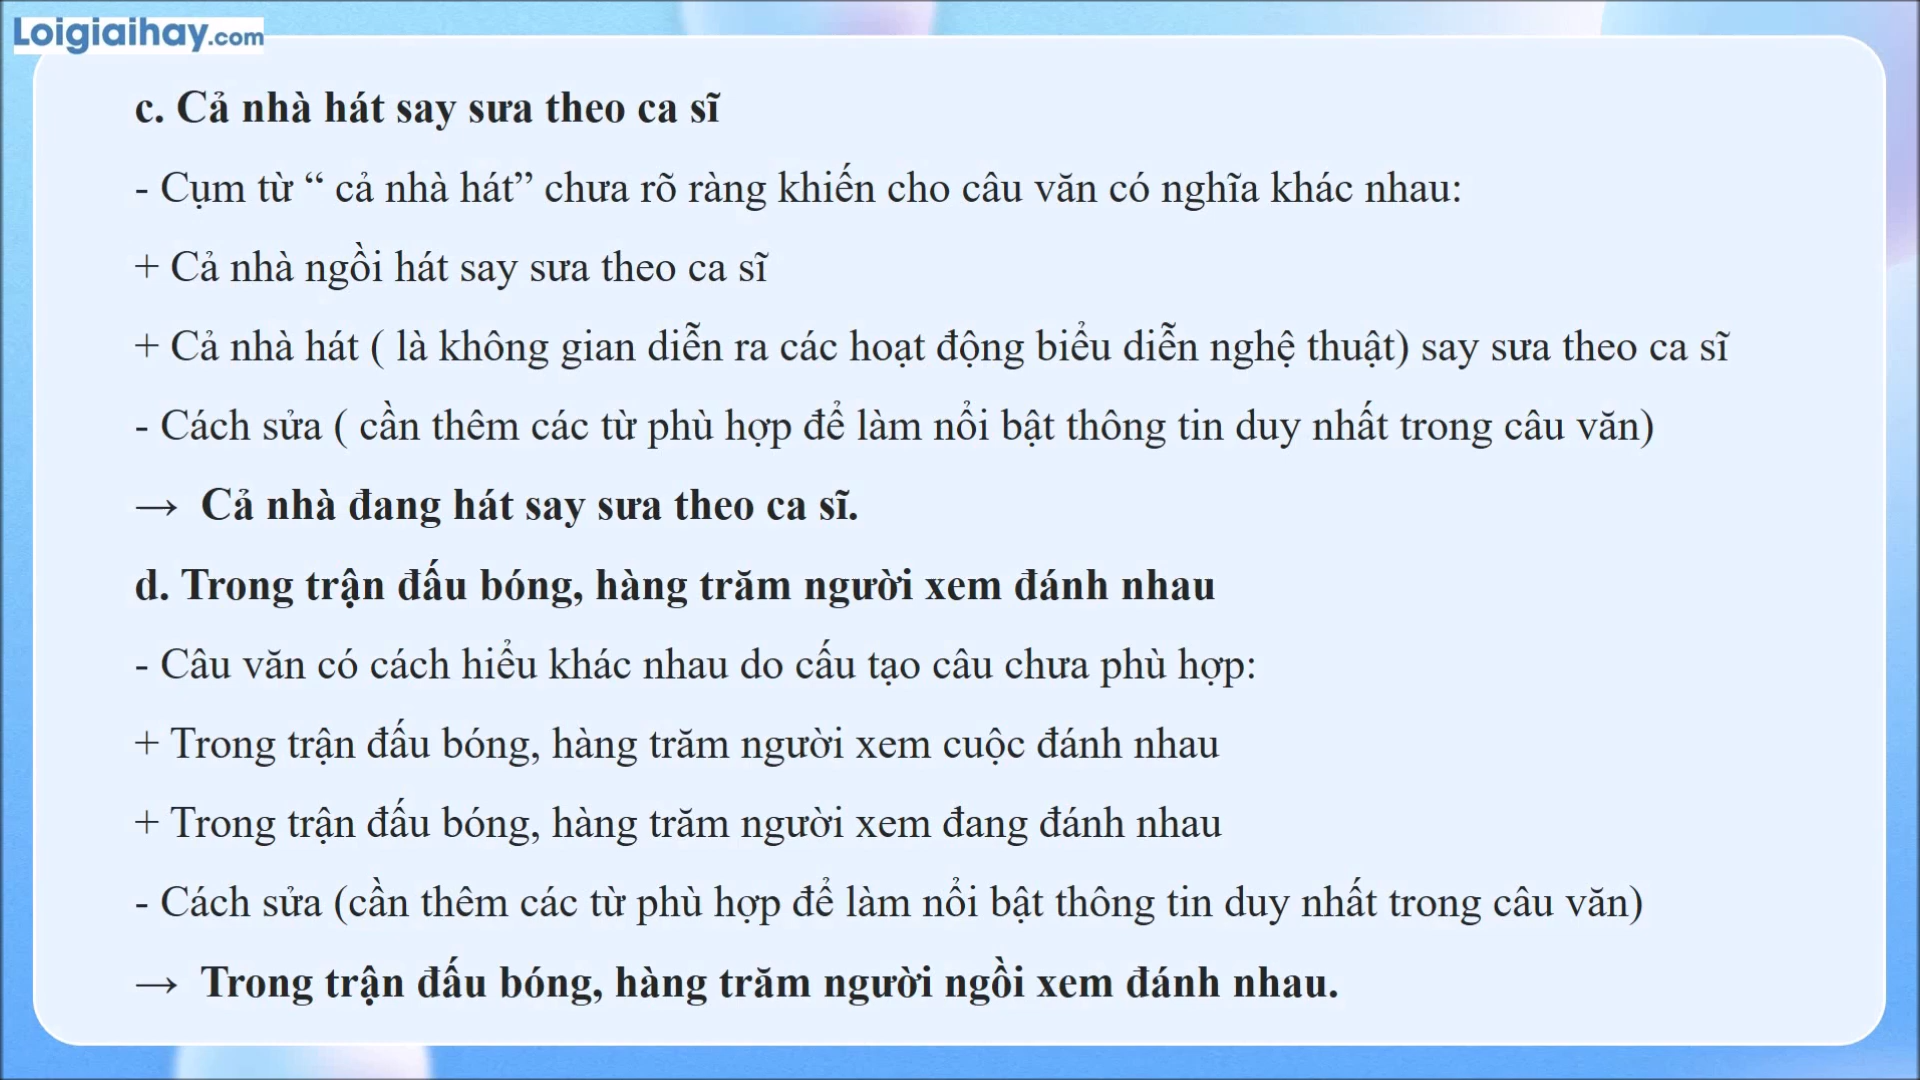 Loigiaihay.com
c. Cả nhà hát say sưa theo ca sĩ
- Cụm từ “ cả nhà hát” chưa rõ ràng khiến cho câu văn có nghĩa khác nhau:
+ Cả nhà ngồi hát say sưa theo ca sĩ
+ Cả nhà hát ( là không gian diễn ra các hoạt động biểu diễn nghệ thuật) say sưa theo ca sĩ
- Cách sửa ( cần thêm các từ phù hợp để làm nổi bật thông tin duy nhất trong câu văn)
→ Cả nhà đang hát say sưa theo ca sĩ.
d. Trong trận đấu bóng, hàng trăm người xem đánh nhau
- Câu văn có cách hiểu khác nhau do cấu tạo câu chưa phù hợp:
+ Trong trận đấu bóng, hàng trăm người xem cuộc đánh nhau
+ Trong trận đấu bóng, hàng trăm người xem đang đánh nhau
- Cách sửa (cần thêm các từ phù hợp để làm nổi bật thông tin duy nhất trong câu văn)
→ Trong trận đấu bóng, hàng trăm người ngồi xem đánh nhau.